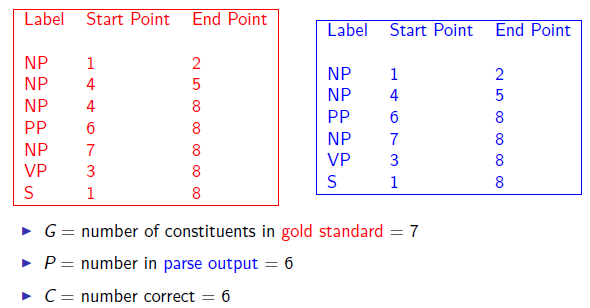 Label Start Point End Point
NP 1 2
NP 4 5
NP 4 8
PP 6 8
NP 7 8
VP 3 8
S 1 8
Label Start Point End Point
NP 1 2
NP 4 5
PP 6 8
NP 7 8
VP 3 8
S 1 8
G = number of constituents in gold standard = 7
P = number in parse output = 6
C = number correct = 6